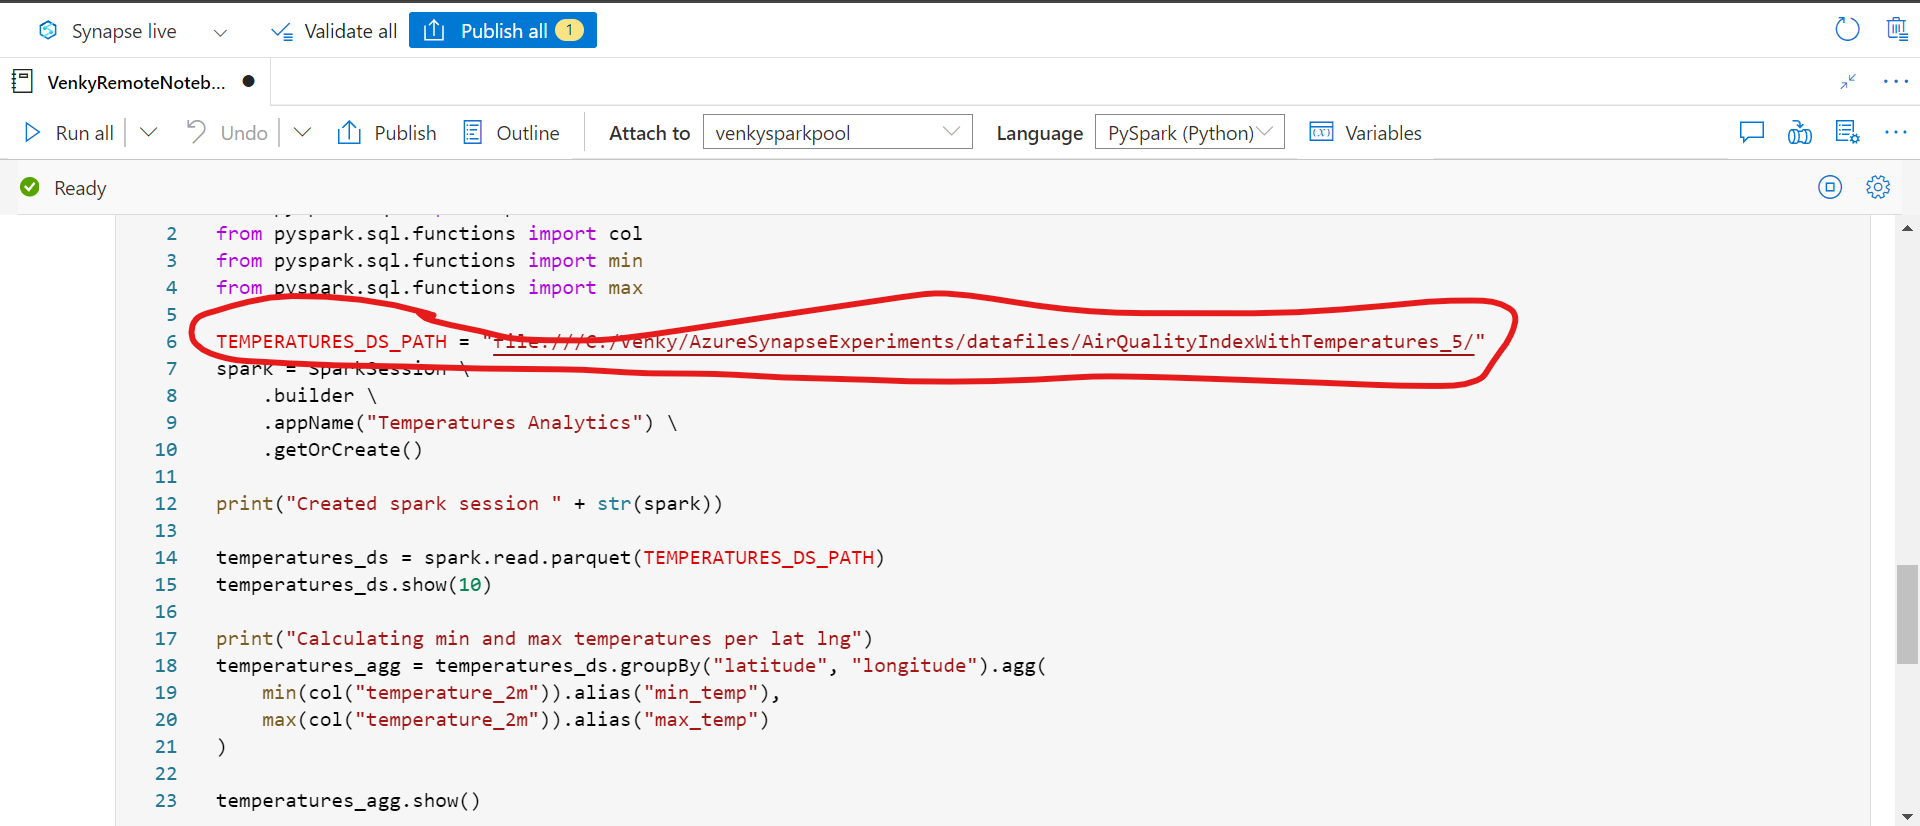 Synapse live
Validate all
Publish all 1
VenkyRemoteNoteb...
Run all
Undo
Publish
Outline
Attach to venkysparkpool
Language PySpark (Python)
Variables
Ready
2 from pyspark.sql.functions import col
3 from pyspark.sql.functions import min
4 from pyspark.sql.functions import max
5
6 TEMPERATURES_DS_PATH = "file:///C:/Venky/AzureSynapseExperiments/datafiles/AirQualityIndexWithTemperatures_5/"
7 spark = SparkSession \
8 .builder \
9 .appName("Temperatures Analytics") \
10 .getOrCreate()
11
12 print("Created spark session " + str(spark))
13
14 temperatures_ds = spark.read.parquet(TEMPERATURES_DS_PATH)
15 temperatures_ds.show(10)
16
17 print("Calculating min and max temperatures per lat lng")
18 temperatures_agg = temperatures_ds.groupBy("latitude", "longitude").agg(
19 min(col("temperature_2m")).alias("min_temp"),
20 max(col("temperature_2m")).alias("max_temp")
21 )
22
23 temperatures_agg.show()